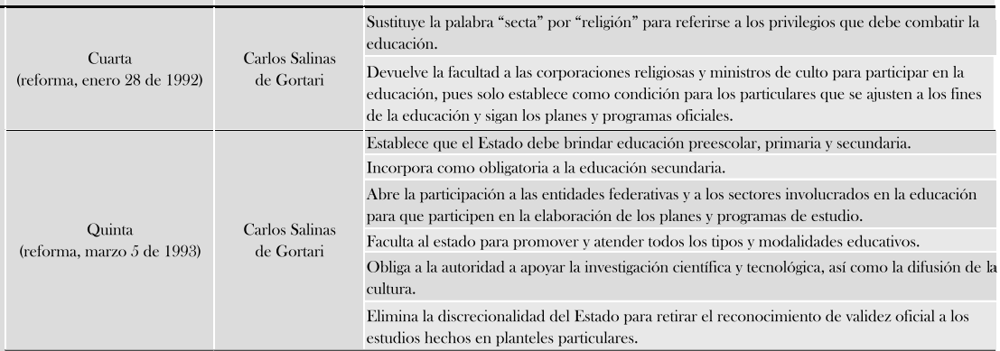 Cuarta
(reforma, enero 28 de 1992)
Carlos Salinas
de Gortari
Sustituye la palabra “secta” por “religión” para referirse a los privilegios que debe combatir la
educación.
Devuelve la facultad a las corporaciones religiosas y ministros de culto para participar en la
educación, pues solo establece como condición para los particulares que se ajusten a los fines
de la educación y sigan los planes y programas oficiales.
Quinta
(reforma, marzo 5 de 1993)
Carlos Salinas
de Gortari
Establece que el Estado debe brindar educación preescolar, primaria y secundaria.
Incorpora como obligatoria a la educación secundaria.
Abre la participación a las entidades federativas y a los sectores involucrados en la educación
para que participen en la elaboración de los planes y programas de estudio.
Faculta al estado para promover y atender todos los tipos y modalidades educativos.
Obliga a la autoridad a apoyar la investigación científica y tecnológica, así como la difusión de la
cultura.
Elimina la discrecionalidad del Estado para retirar el reconocimiento de validez oficial a los
estudios hechos en planteles particulares.